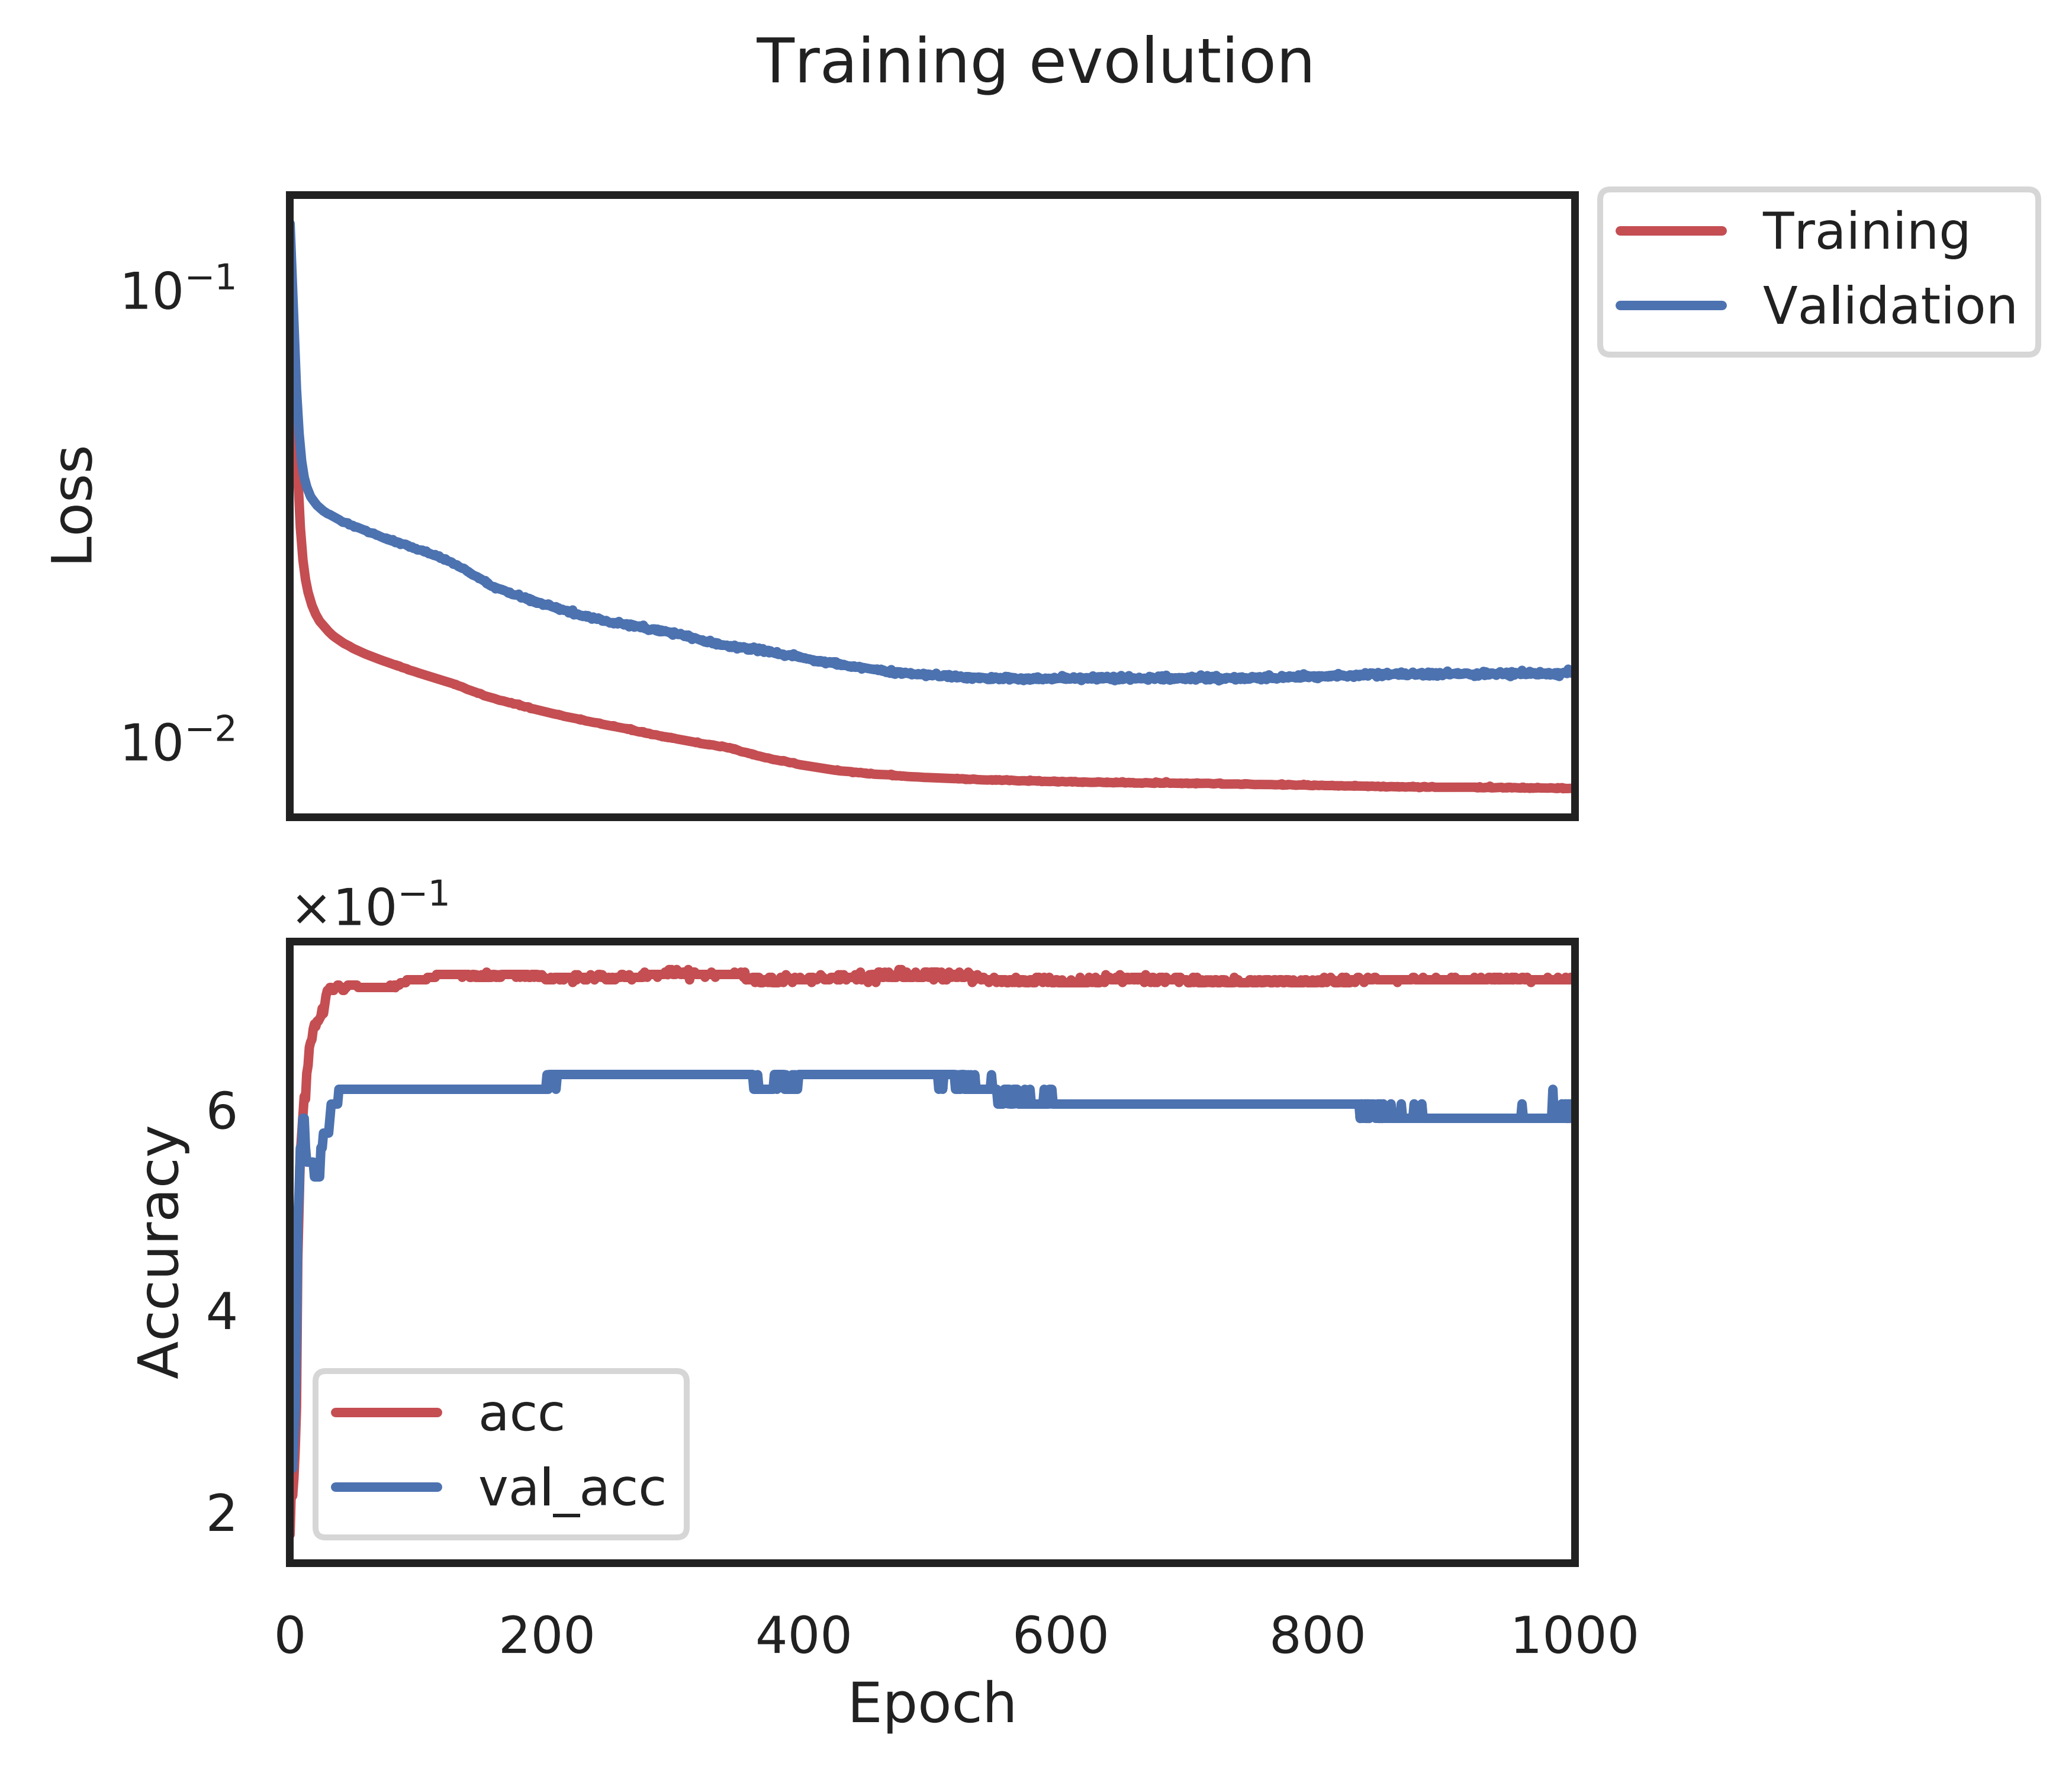 Training evolution
Training
Validation
10⁻¹
10⁻²
Loss
×10⁻¹
6
4
2
Accuracy
acc
val_acc
0 200 400 600 800 1000
Epoch